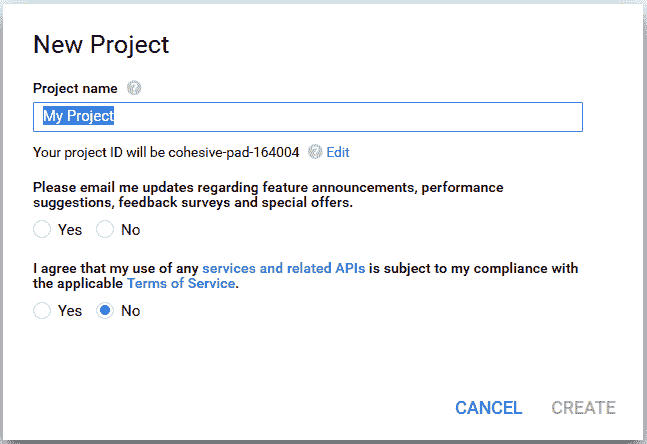 New Project
Project name
My Project
Your project ID will be cohesive-pad-164004 Edit
Please email me updates regarding feature announcements, performance
suggestions, feedback surveys and special offers.
Yes No
I agree that my use of any services and related APIs is subject to my compliance with
the applicable Terms of Service.
Yes No
CANCEL CREATE